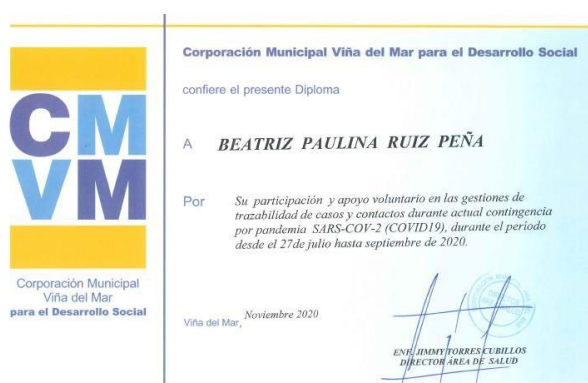 CM
VM
Corporación Municipal
Viña del Mar
para el Desarrollo Social
Corporación Municipal Viña del Mar para el Desarrollo Social
confiere el presente Diploma
A BEATRIZ PAULINA RUIZ PEÑA
Por Su participación y apoyo voluntario en las gestiones de
trazabilidad de casos y contactos durante actual contingencia
por pandemia SARS-COV-2 (COVID19), durante el periodo
desde el 27de julio hasta septiembre de 2020.
Viña del Mar, Noviembre 2020
ENF. JIMMY TORRES CUBILLOS
DIRECTOR ÁREA DE SALUD